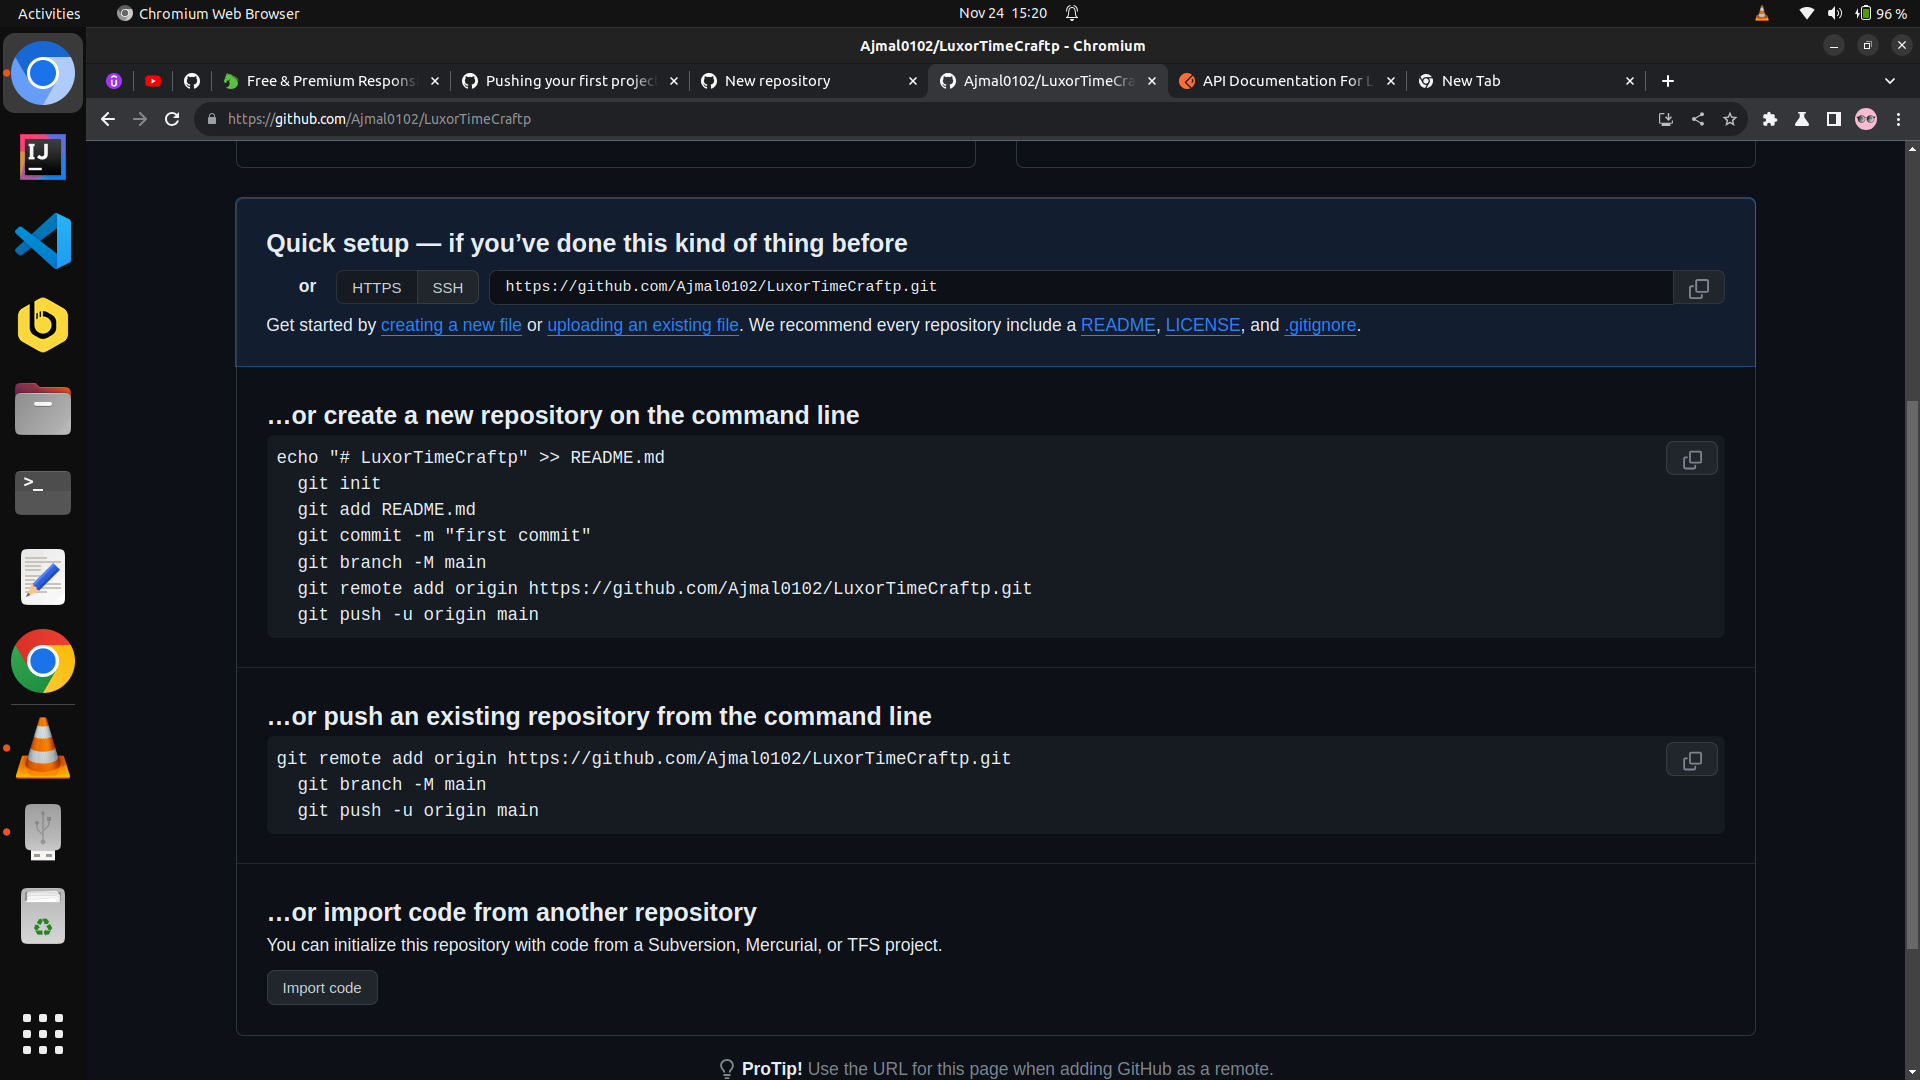 Activities
Chromium Web Browser
Nov 24 15:20
96 %
Ajmal0102/LuxorTimeCraftp - Chromium
Free & Premium Respons
Pushing your first projec
New repository
Ajmal0102/LuxorTimeCra
API Documentation For L
New Tab
https://github.com/Ajmal0102/LuxorTimeCraftp
Quick setup — if you’ve done this kind of thing before
or HTTPS SSH https://github.com/Ajmal0102/LuxorTimeCraftp.git
Get started by creating a new file or uploading an existing file. We recommend every repository include a README, LICENSE, and .gitignore.
…or create a new repository on the command line
echo "# LuxorTimeCraftp" >> README.md
git init
git add README.md
git commit -m "first commit"
git branch -M main
git remote add origin https://github.com/Ajmal0102/LuxorTimeCraftp.git
git push -u origin main
…or push an existing repository from the command line
git remote add origin https://github.com/Ajmal0102/LuxorTimeCraftp.git
git branch -M main
git push -u origin main
…or import code from another repository
You can initialize this repository with code from a Subversion, Mercurial, or TFS project.
Import code
ProTip! Use the URL for this page when adding GitHub as a remote.
IJ